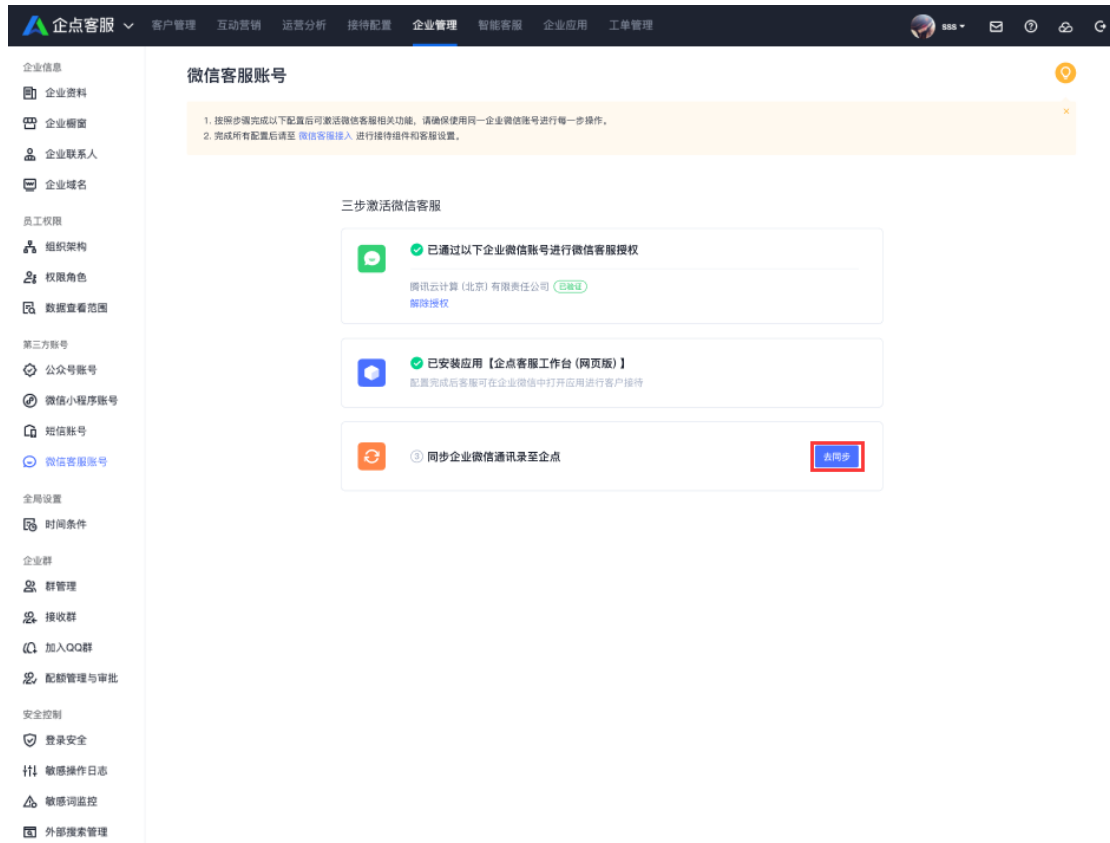 企点客服
客户管理 互动营销 运营分析 接待配置 企业管理 智能客服 企业应用 工单管理
sss
企业信息
企业资料
企业橱窗
企业联系人
企业域名
员工权限
组织架构
权限角色
数据查看范围
第三方账号
公众号账号
微信小程序账号
短信账号
微信客服账号
全局设置
时间条件
企业群
群管理
接收群
加入QQ群
配额管理与审批
安全控制
登录安全
敏感操作日志
敏感词监控
外部搜索管理
微信客服账号
1. 按照步骤完成以下配置后可激活微信客服相关功能，请确保使用同一企业微信账号进行每一步操作。
2. 完成所有配置后请至 微信客服接入 进行接待组件和客服设置。
三步激活微信客服
已通过以下企业微信账号进行微信客服授权
腾讯云计算 (北京) 有限责任公司 已验证
解除授权
已安装应用【企点客服工作台 (网页版) 】
配置完成后客服可在企业微信中打开应用进行客户接待
③ 同步企业微信通讯录至企点
去同步